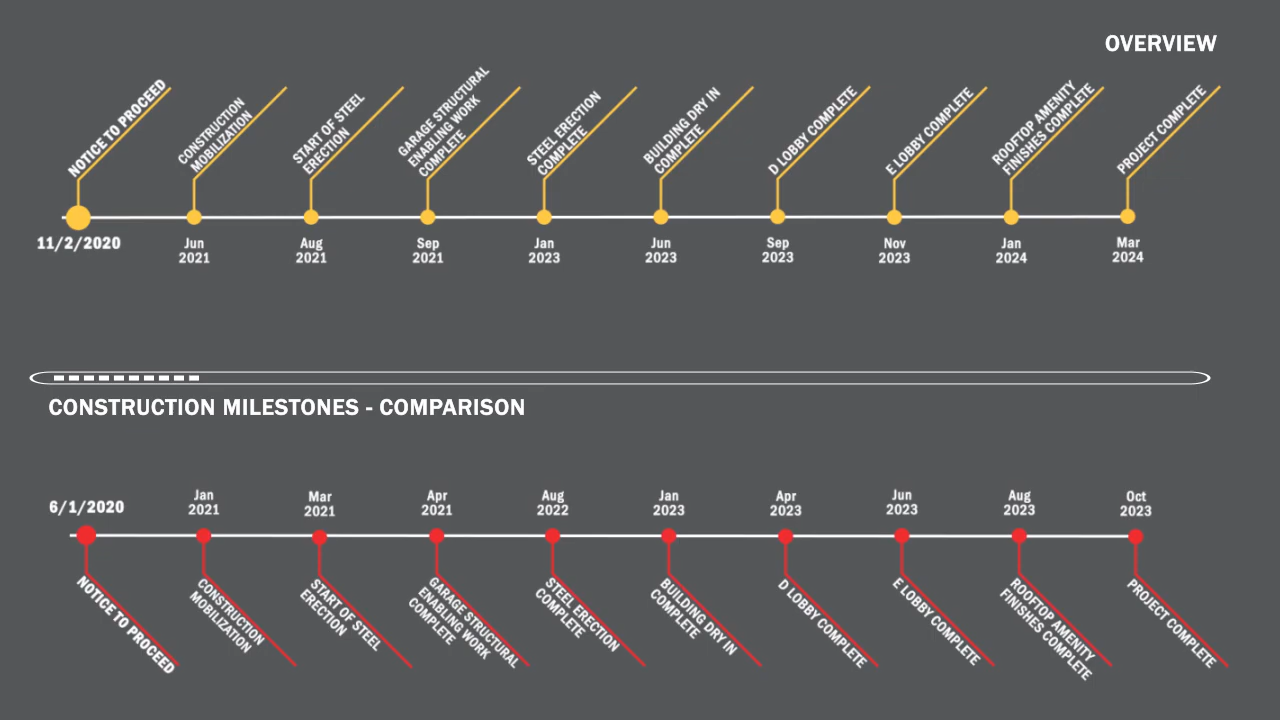 OVERVIEW
NOTICE TO PROCEED
CONSTRUCTION
MOBILIZATION
START OF STEEL
ERECTION
GARAGE STRUCTURAL
ENABLING WORK
COMPLETE
STEEL ERECTION
COMPLETE
BUILDING DRY IN
COMPLETE
D LOBBY COMPLETE
E LOBBY COMPLETE
ROOFTOP AMENITY
FINISHES COMPLETE
PROJECT COMPLETE
11/2/2020
Jun
2021
Aug
2021
Sep
2021
Jan
2023
Jun
2023
Sep
2023
Nov
2023
Jan
2024
Mar
2024
CONSTRUCTION MILESTONES - COMPARISON
6/1/2020
Jan
2021
Mar
2021
Apr
2021
Aug
2022
Jan
2023
Apr
2023
Jun
2023
Aug
2023
Oct
2023
NOTICE TO PROCEED
CONSTRUCTION
MOBILIZATION
START OF STEEL
ERECTION
GARAGE STRUCTURAL
ENABLING WORK
COMPLETE
STEEL ERECTION
COMPLETE
BUILDING DRY IN
COMPLETE
D LOBBY COMPLETE
E LOBBY COMPLETE
ROOFTOP AMENITY
FINISHES COMPLETE
PROJECT COMPLETE